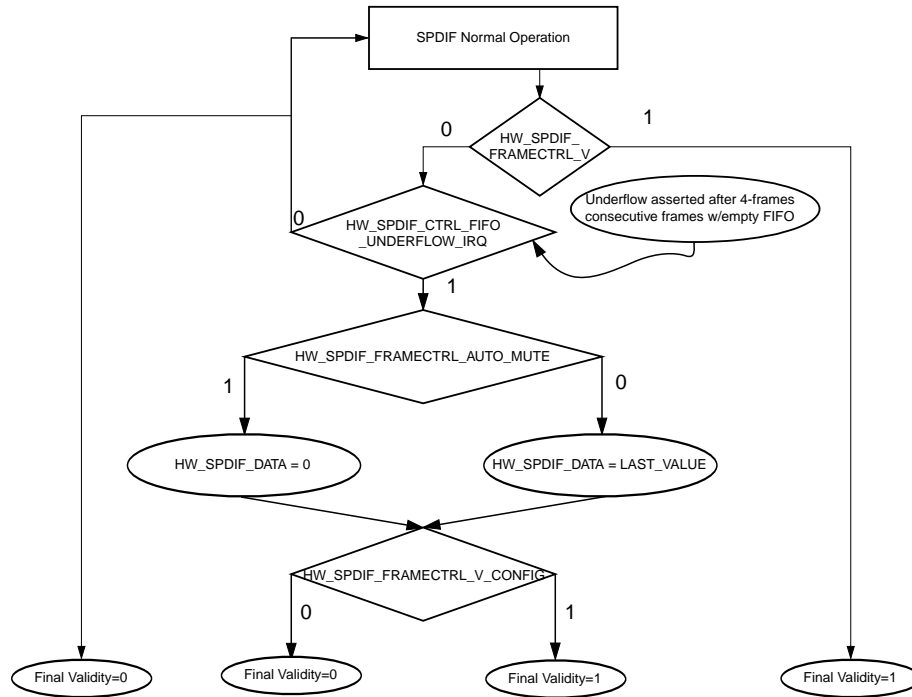 SPDIF Normal Operation
0
1
HW_SPDIF_
FRAMECTRL_V
Underflow asserted after 4-frames
consecutive frames w/empty FIFO
0
HW_SPDIF_CTRL_FIFO
_UNDERFLOW_IRQ
1
HW_SPDIF_FRAMECTRL_AUTO_MUTE
1
0
HW_SPDIF_DATA = 0
HW_SPDIF_DATA = LAST_VALUE
HW_SPDIF_FRAMECTRL_V_CONFIG
0
1
Final Validity=0
Final Validity=0
Final Validity=1
Final Validity=1